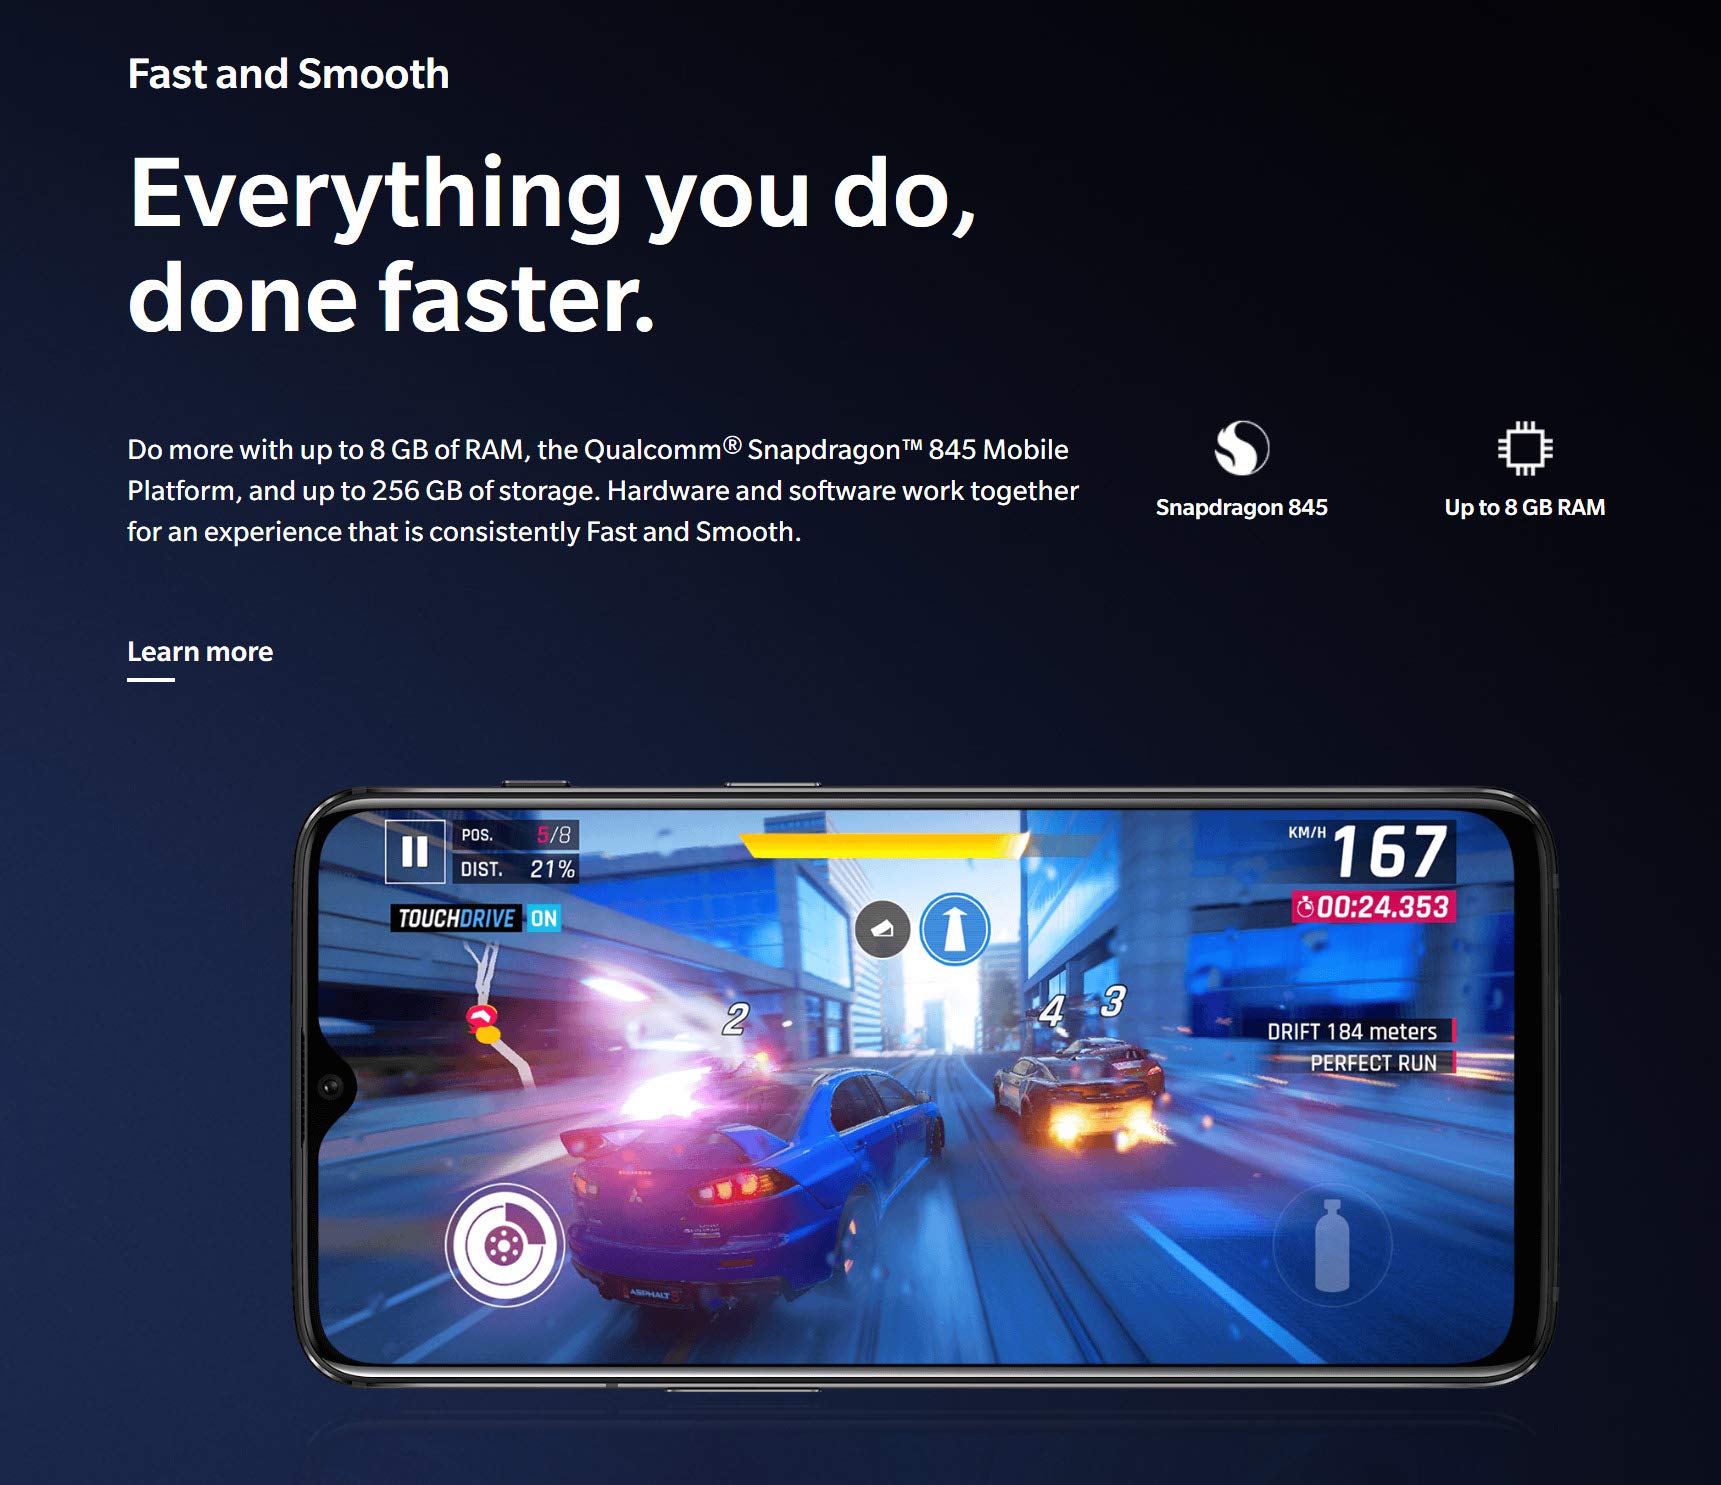 Fast and Smooth
Everything you do,
done faster.
Do more with up to 8 GB of RAM, the Qualcomm® Snapdragon™ 845 Mobile
Platform, and up to 256 GB of storage. Hardware and software work together
for an experience that is consistently Fast and Smooth.
Snapdragon 845
Up to 8 GB RAM
Learn more
POS. 5/8
DIST. 21%
TOUCHDRIVE ON
KM/H 167
00:24.353
2
4
3
DRIFT 184 meters
PERFECT RUN
ASPHALT